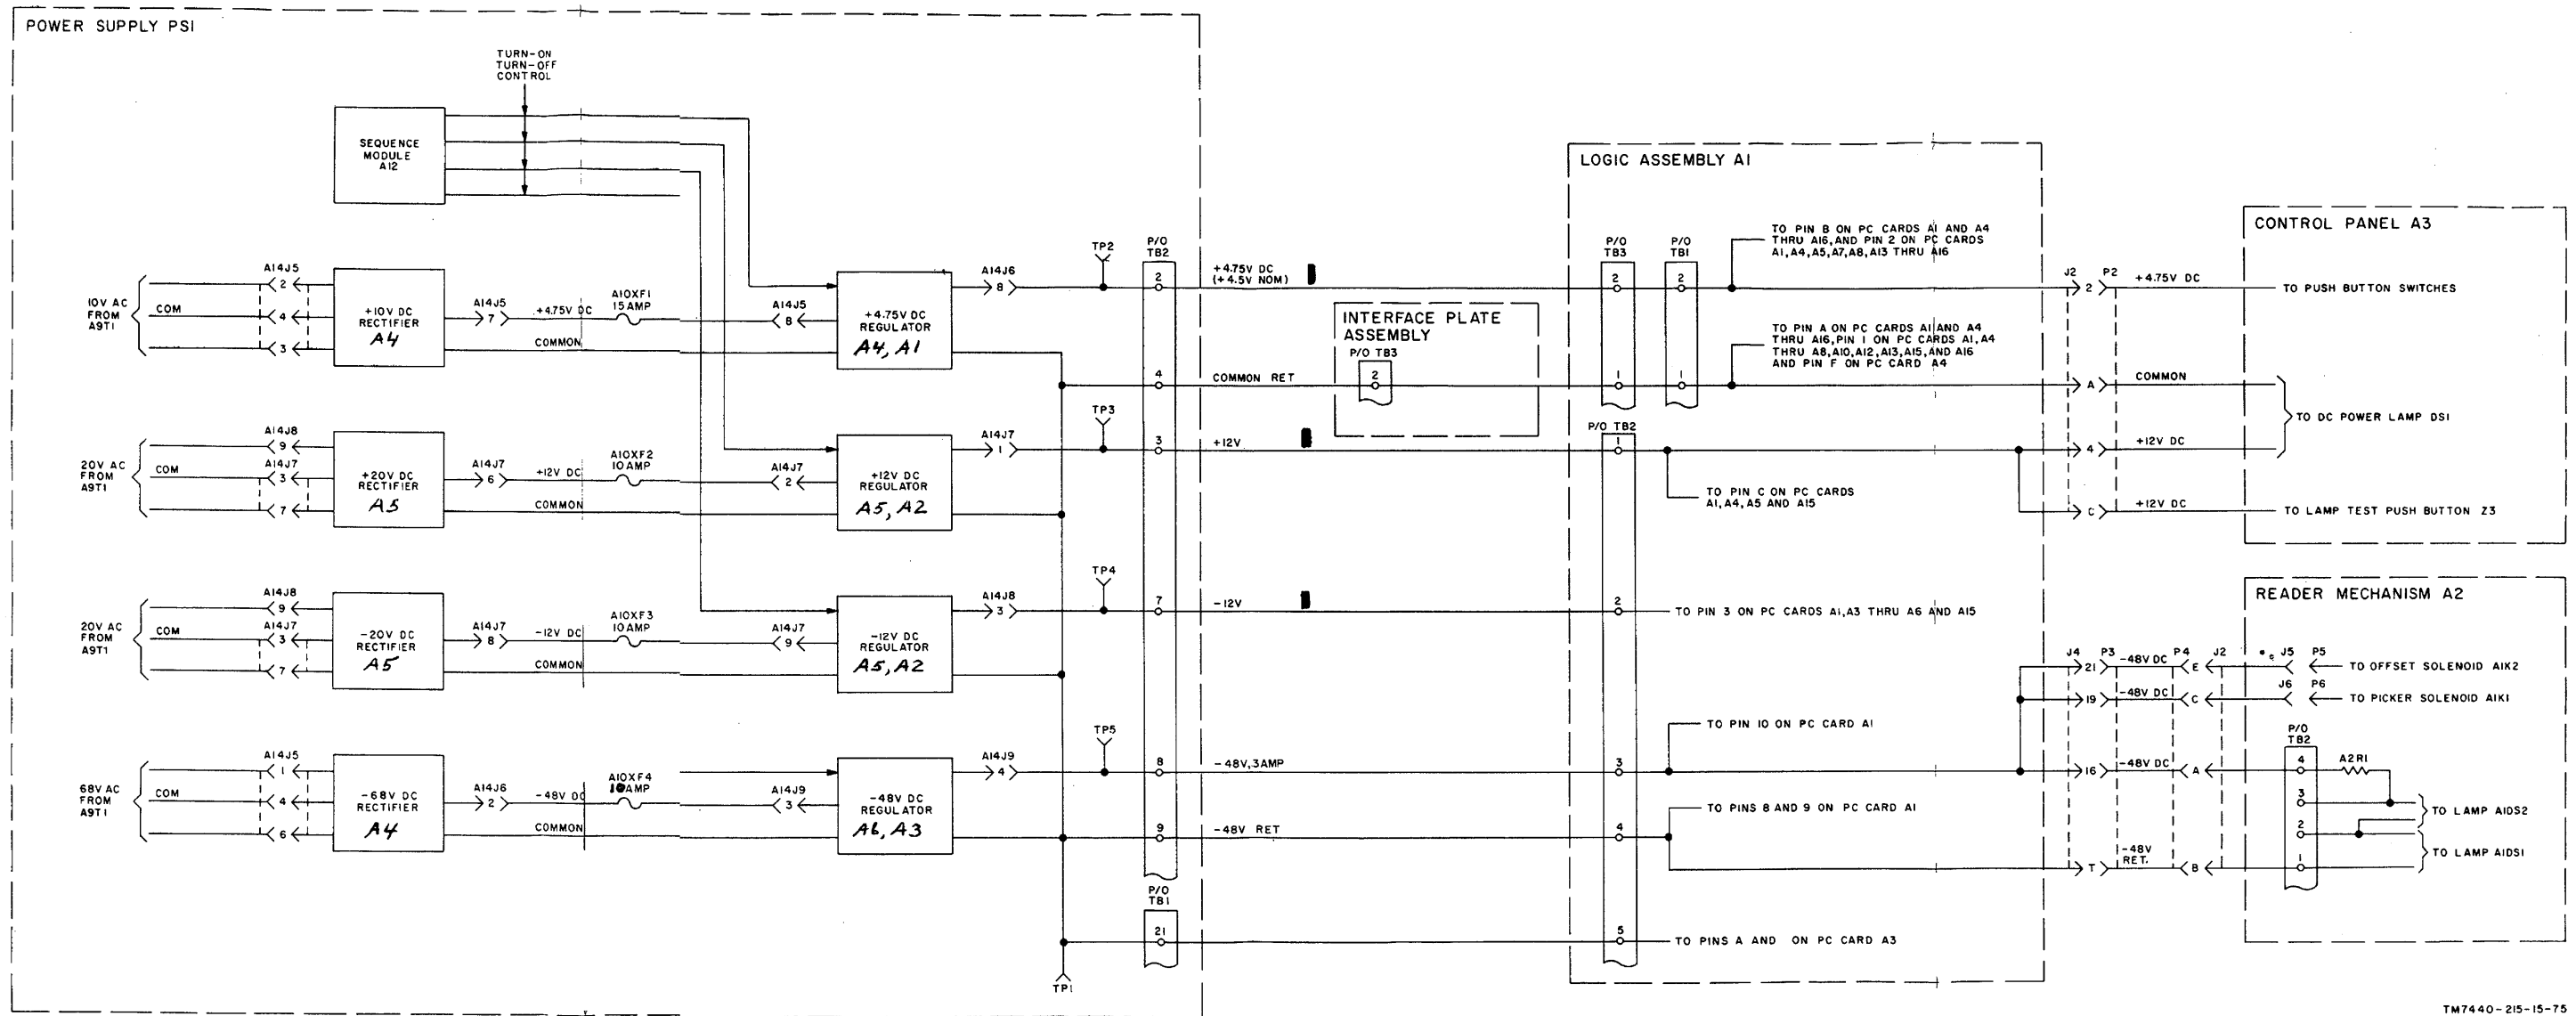 POWER SUPPLY PS1
TURN-ON
TURN-OFF
CONTROL
SEQUENCE
MODULE
A12
10V AC
FROM
A9T1
COM
A14J5
2
4
3
+10V DC
RECTIFIER
A4
A14J5
7
+4.75V DC
A10XF1
15 AMP
COMMON
A14J5
8
+4.75V DC
REGULATOR
A4, A1
A14J6
8
TP2
P/O
TB2
2
4
+4.75V DC
(+4.5V NOM)
COMMON RET
20V AC
FROM
A9T1
COM
A14J8
9
A14J7
3
7
+20V DC
RECTIFIER
A5
A14J7
6
+12V DC
A10XF2
10 AMP
COMMON
A14J7
2
+12V DC
REGULATOR
A5, A2
A14J7
1
TP3
3
+12V
20V AC
FROM
A9T1
COM
A14J8
9
A14J7
3
7
-20V DC
RECTIFIER
A5
A14J7
8
-12V DC
A10XF3
10 AMP
COMMON
A14J7
9
-12V DC
REGULATOR
A5, A2
A14J8
3
TP4
7
-12V
68V AC
FROM
A9T1
COM
A14J5
1
4
6
-68V DC
RECTIFIER
A4
A14J6
2
-48V DC
A10XF4
10 AMP
COMMON
A14J9
3
-48V DC
REGULATOR
A6, A3
A14J9
4
TP5
8
-48V, 3AMP
9
-48V RET
P/O
TB1
21
TP1
INTERFACE PLATE
ASSEMBLY
P/O TB3
2
LOGIC ASSEMBLY A1
P/O
TB3
2
1
P/O
TB1
2
1
TO PIN B ON PC CARDS A1 AND A4
THRU A16, AND PIN 2 ON PC CARDS
A1, A4, A5, A7, A8, A13 THRU A16
TO PIN A ON PC CARDS A1 AND A4
THRU A16, PIN 1 ON PC CARDS A1, A4
THRU A8, A10, A12, A13, A15, AND A16
AND PIN F ON PC CARD A4
P/O TB2
1
TO PIN C ON PC CARDS
A1, A4, A5 AND A15
2
TO PIN 3 ON PC CARDS A1, A3 THRU A6 AND A15
TO PIN 10 ON PC CARD A1
3
TO PINS 8 AND 9 ON PC CARD A1
4
5
TO PINS A AND ON PC CARD A3
J2
P2
2
+4.75V DC
A
COMMON
4
+12V DC
C
+12V DC
CONTROL PANEL A3
TO PUSH BUTTON SWITCHES
TO DC POWER LAMP DS1
TO LAMP TEST PUSH BUTTON Z3
READER MECHANISM A2
J4
P3
P4
J2
21
-48V DC
E
J5
P5
TO OFFSET SOLENOID A1K2
19
-48V DC
C
J6
P6
TO PICKER SOLENOID A1K1
16
-48V DC
A
P/O
TB2
4
3
2
1
A2R1
TO LAMP A1DS2
TO LAMP A1DS1
T
-48V
RET.
B
TM7440-215-15-75